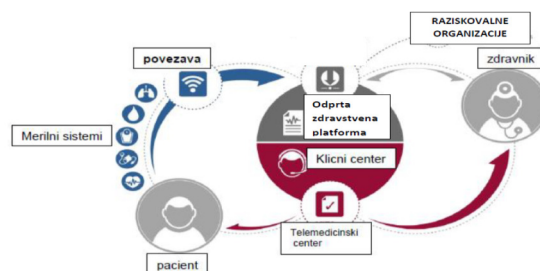 RAZISKOVALNE
ORGANIZACIJE
povezava
zdravnik
Odprta
zdravstvena
platforma
Merilni sistemi
Klicni center
Telemedicinski
center
pacient